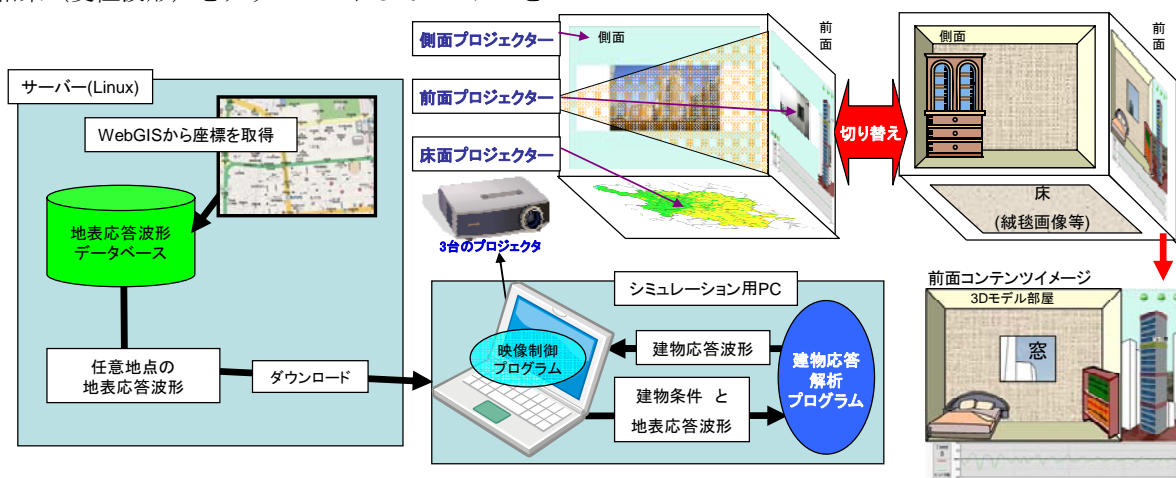 サーバー(Linux)
WebGISから座標を取得
地表応答波形
データベース
任意地点の
地表応答波形
ダウンロード
側面プロジェクター
前面プロジェクター
床面プロジェクター
3台のプロジェクタ
側面
前
面
切り替え
側面
前
面
床
(絨毯画像等)
シミュレーション用PC
映像制御
プログラム
建物応答波形
建物条件 と
地表応答波形
建物応答
解析
プログラム
前面コンテンツイメージ
3Dモデル部屋
窓